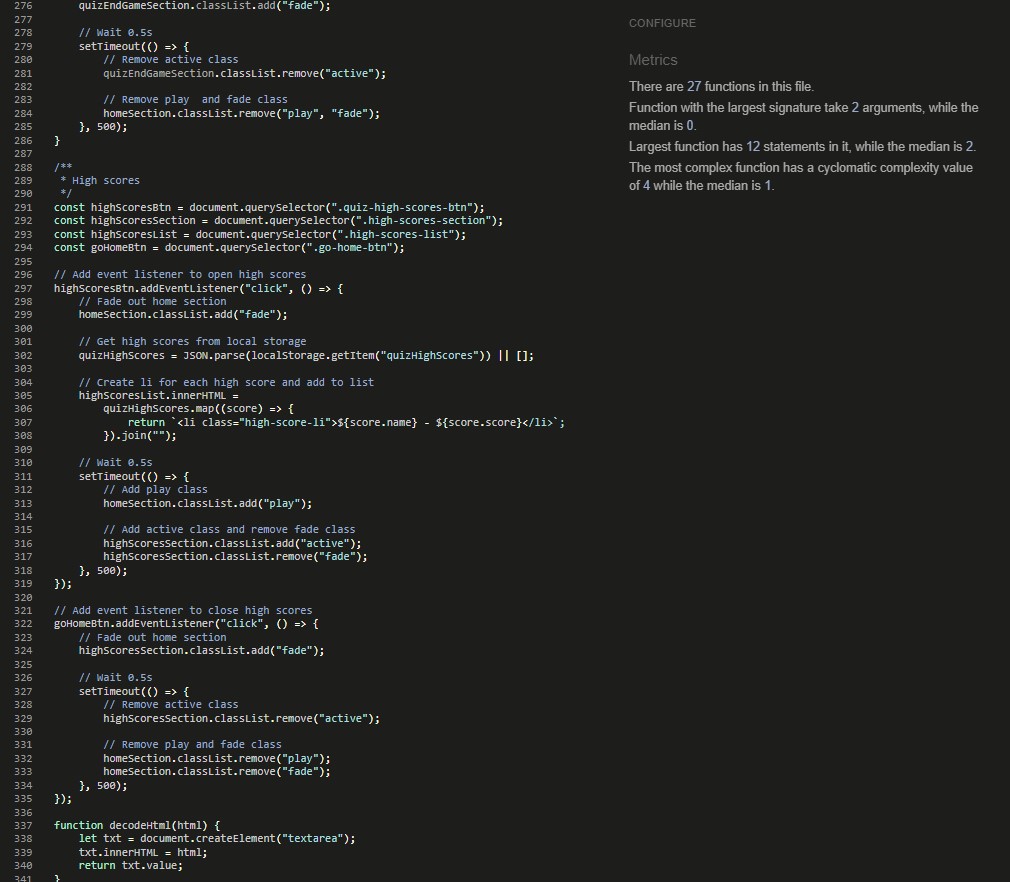 276 quizEndGameSection.classList.add("fade");
277
278 // Wait 0.5s
279 setTimeout(() => {
280 // Remove active class
281 quizEndGameSection.classList.remove("active");
282
283 // Remove play  and fade class
284 homeSection.classList.remove("play", "fade");
285 }, 500);
286 }
287
288 /**
289 * High scores
290 */
291 const highScoresBtn = document.querySelector(".quiz-high-scores-btn");
292 const highScoresSection = document.querySelector(".high-scores-section");
293 const highScoresList = document.querySelector(".high-scores-list");
294 const goHomeBtn = document.querySelector(".go-home-btn");
295
296 // Add event listener to open high scores
297 highScoresBtn.addEventListener("click", () => {
298 // Fade out home section
299 homeSection.classList.add("fade");
300
301 // Get high scores from local storage
302 quizHighScores = JSON.parse(localStorage.getItem("quizHighScores")) || [];
303
304 // Create li for each high score and add to list
305 highScoresList.innerHTML =
306 quizHighScores.map((score) => {
307 return `<li class="high-score-li">${score.name} - ${score.score}</li>`;
308 }).join("");
309
310 // Wait 0.5s
311 setTimeout(() => {
312 // Add play class
313 homeSection.classList.add("play");
314
315 // Add active class and remove fade class
316 highScoresSection.classList.add("active");
317 highScoresSection.classList.remove("fade");
318 }, 500);
319 });
320
321 // Add event listener to close high scores
322 goHomeBtn.addEventListener("click", () => {
323 // Fade out home section
324 highScoresSection.classList.add("fade");
325
326 // Wait 0.5s
327 setTimeout(() => {
328 // Remove active class
329 highScoresSection.classList.remove("active");
330
331 // Remove play and fade class
332 homeSection.classList.remove("play");
333 homeSection.classList.remove("fade");
334 }, 500);
335 });
336
337 function decodeHtml(html) {
338 let txt = document.createElement("textarea");
339 txt.innerHTML = html;
340 return txt.value;
341 }
CONFIGURE
Metrics
There are 27 functions in this file.
Function with the largest signature take 2 arguments, while the
median is 0.
Largest function has 12 statements in it, while the median is 2.
The most complex function has a cyclomatic complexity value
of 4 while the median is 1.